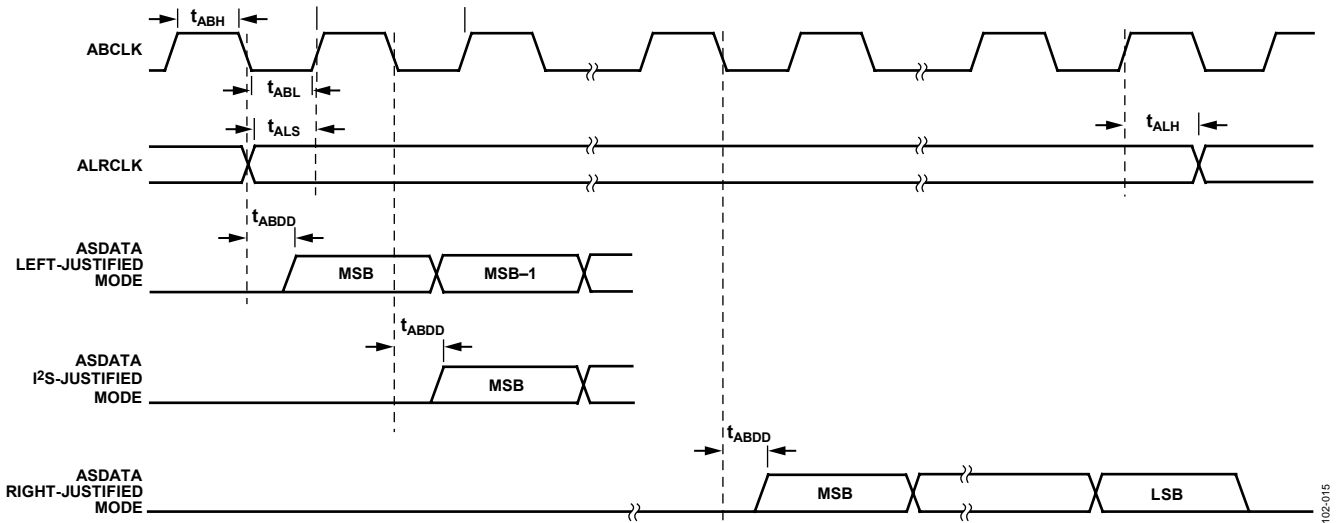 tABH
ABCLK
tABL
tALS
tALH
ALRCLK
tABDD
ASDATA
LEFT-JUSTIFIED
MODE
MSB
MSB–1
tABDD
ASDATA
I²S-JUSTIFIED
MODE
MSB
tABDD
ASDATA
RIGHT-JUSTIFIED
MODE
MSB
LSB
102-015